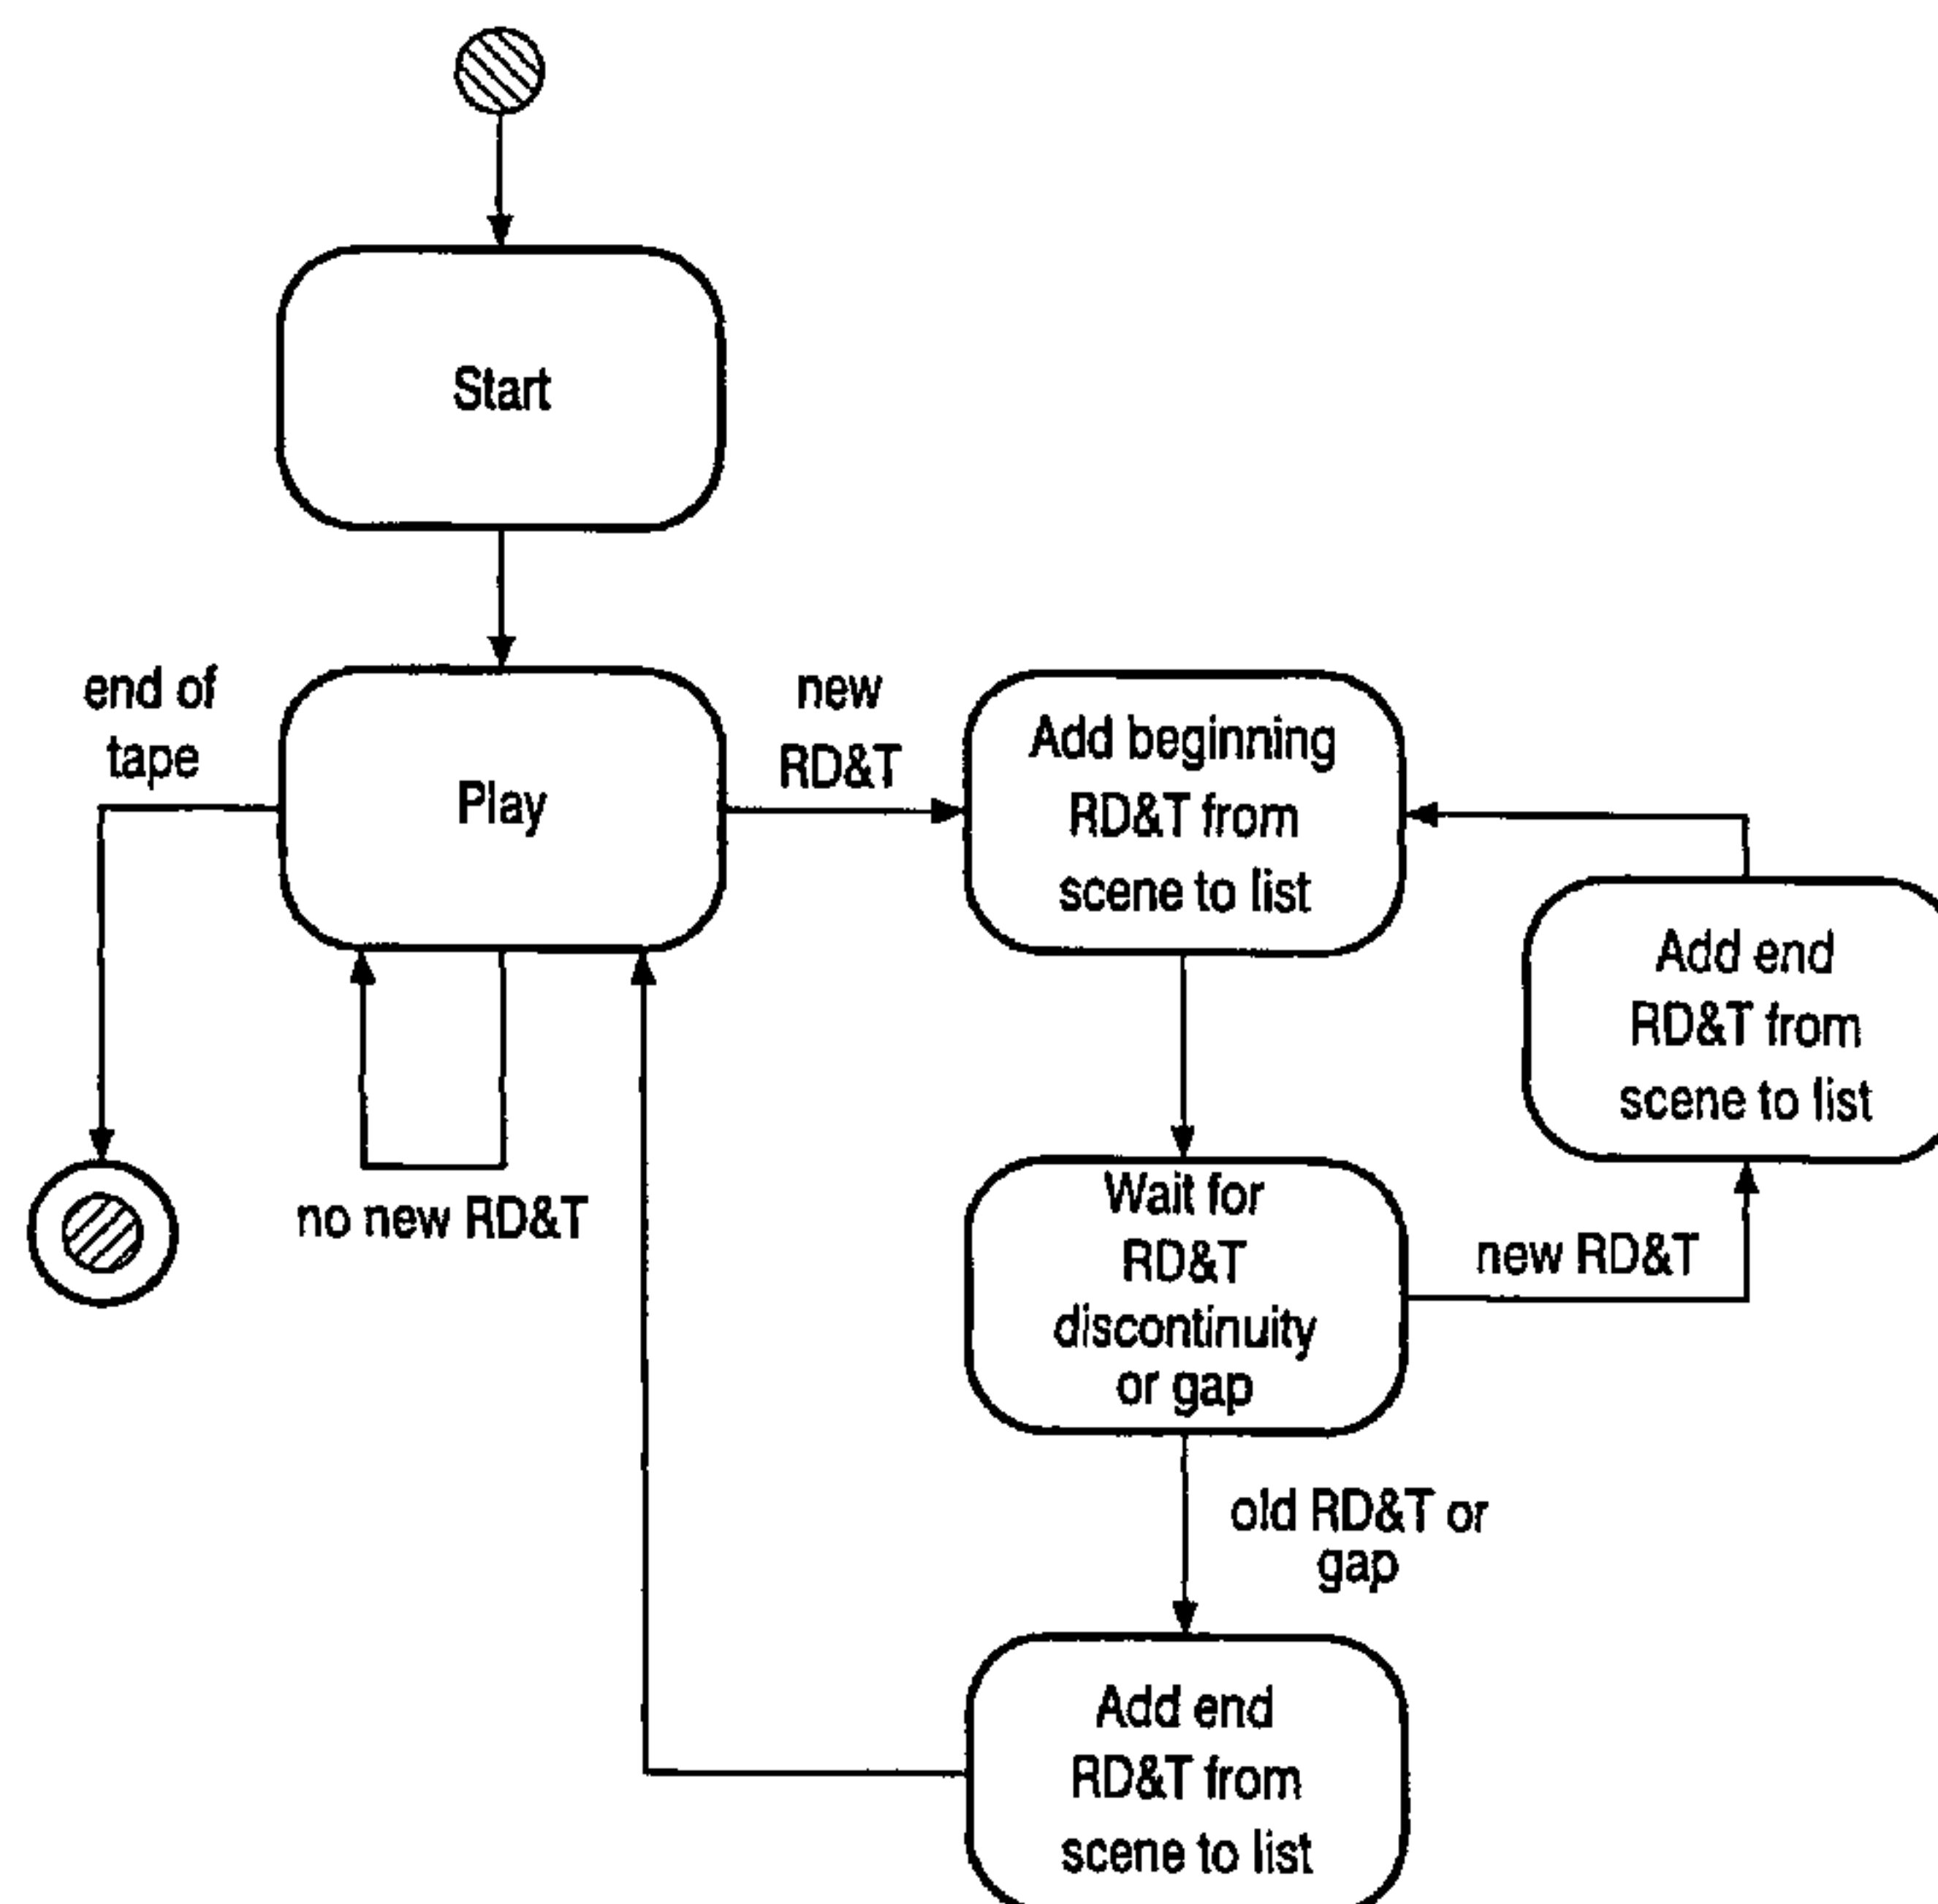 Start
end of
tape
Play
new
RD&T
no new RD&T
Add beginning
RD&T from
scene to list
Add end
RD&T from
scene to list
Wait for
RD&T
discontinuity
or gap
new RD&T
old RD&T or
gap
Add end
RD&T from
scene to list